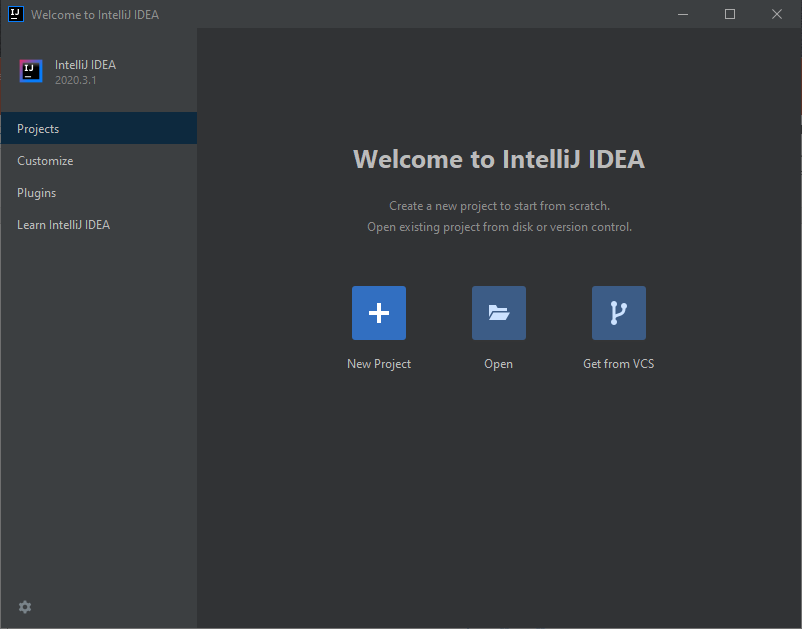 Welcome to IntelliJ IDEA
IntelliJ IDEA
2020.3.1
Projects
Customize
Plugins
Learn IntelliJ IDEA
Welcome to IntelliJ IDEA
Create a new project to start from scratch.
Open existing project from disk or version control.
New Project
Open
Get from VCS